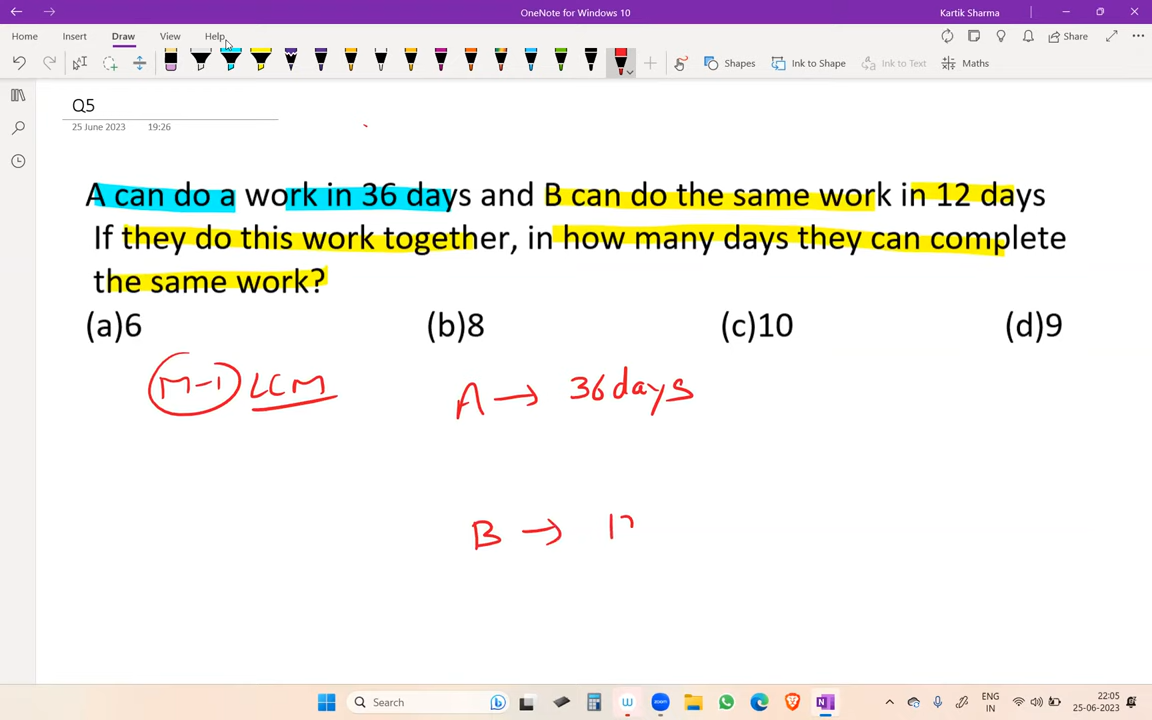 OneNote for Windows 10
Kartik Sharma
Home Insert Draw View Help
Share
Shapes Ink to Shape Ink to Text Maths
Q5
25 June 2023 19:26
A can do a work in 36 days and B can do the same work in 12 days
If they do this work together, in how many days they can complete
the same work?
(a)6 (b)8 (c)10 (d)9
M-1 LCM A → 36 days
B → 12
Search
ENG
IN
22:05
25-06-2023